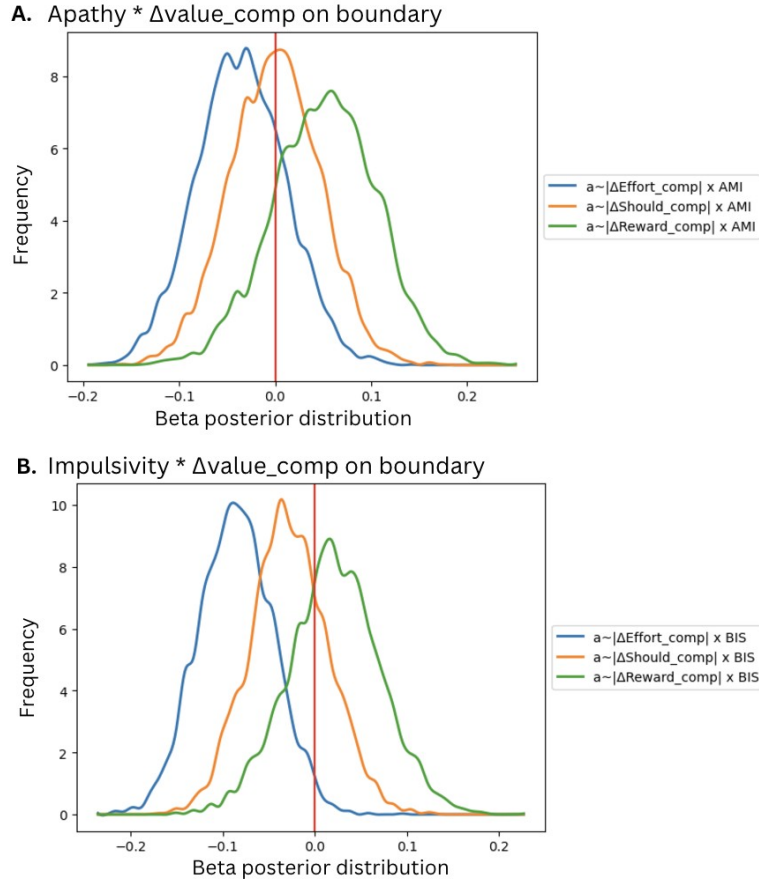 A. Apathy * Δvalue_comp on boundary
Frequency
8
6
4
2
0
−0.2 −0.1 0.0 0.1 0.2
Beta posterior distribution
a~|ΔEffort_comp| x AMI
a~|ΔShould_comp| x AMI
a~|ΔReward_comp| x AMI
B. Impulsivity * Δvalue_comp on boundary
Frequency
10
8
6
4
2
0
−0.2 −0.1 0.0 0.1 0.2
Beta posterior distribution
a~|ΔEffort_comp| x BIS
a~|ΔShould_comp| x BIS
a~|ΔReward_comp| x BIS